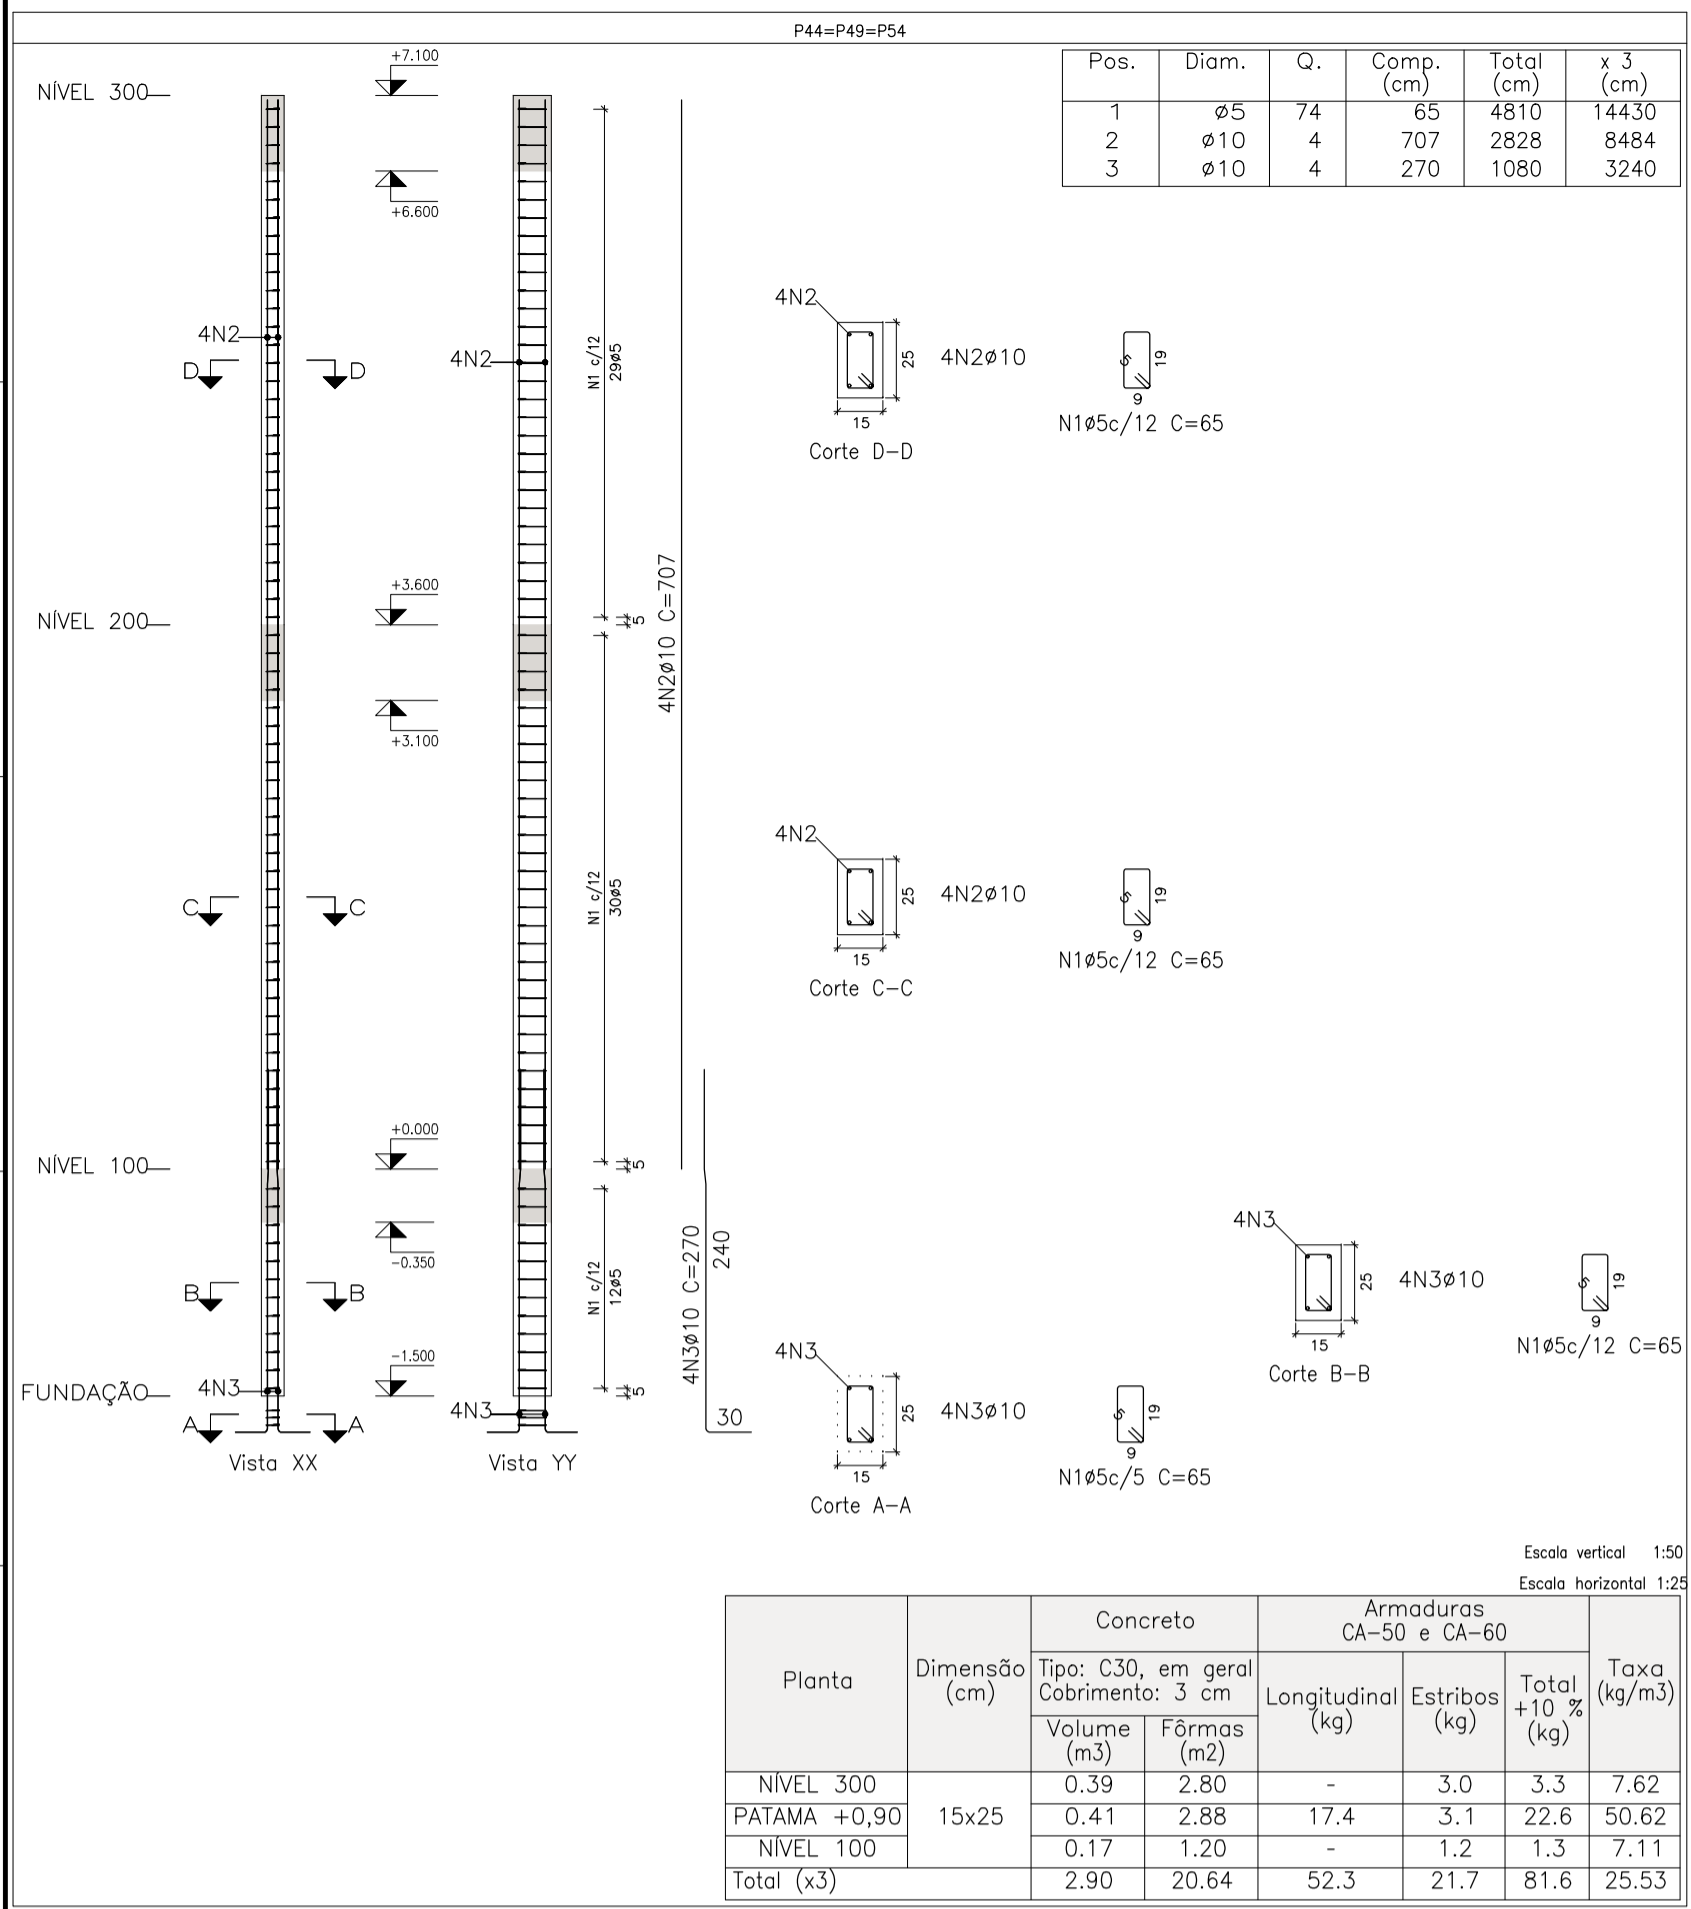 P44=P49=P54
Pos. Diam. Q. Comp. (cm) Total (cm) x 3 (cm)
1 ø5 74 65 4810 14430
2 ø10 4 707 2828 8484
3 ø10 4 270 1080 3240
NÍVEL 300
+7.100
+6.600
4N2
D D
4N2
N1 c/12
29ø5
4N2
25
15
4N2ø10
Corte D-D
5
19
9
N1ø5c/12 C=65
NÍVEL 200
+3.600
5
+3.100
4N2ø10 C=707
C C
N1 c/12
30ø5
4N2
25
15
4N2ø10
Corte C-C
5
19
9
N1ø5c/12 C=65
NÍVEL 100
+0.000
5
-0.350
B B
N1 c/12
12ø5
4N3ø10 C=270
240
4N3
25
15
4N3ø10
Corte B-B
5
19
9
N1ø5c/12 C=65
FUNDAÇÃO
-1.500
4N3
5
A A
4N3
30
Vista XX
Vista YY
4N3
25
15
4N3ø10
Corte A-A
5
19
9
N1ø5c/5 C=65
Escala vertical 1:50
Escala horizontal 1:25
Planta
Dimensão
(cm)
Concreto
Tipo: C30, em geral
Cobrimento: 3 cm
Volume
(m3)
Fôrmas
(m2)
Armaduras
CA-50 e CA-60
Longitudinal
(kg)
Estribos
(kg)
Total
+10 %
(kg)
Taxa
(kg/m3)
NÍVEL 300 0.39 2.80 - 3.0 3.3 7.62
PATAMA +0,90 15x25 0.41 2.88 17.4 3.1 22.6 50.62
NÍVEL 100 0.17 1.20 - 1.2 1.3 7.11
Total (x3) 2.90 20.64 52.3 21.7 81.6 25.53